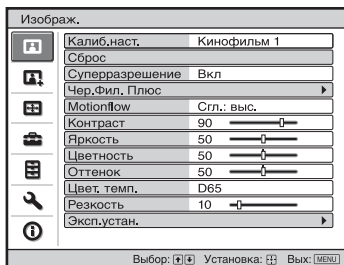 Изображ.
Калиб.наст. Кинофильм 1
Сброс
Суперразрешение Вкл
Чер.Фил. Плюс
Motionflow Сгл.: выс.
Контраст 90
Яркость 50
Цветность 50
Оттенок 50
Цвет. темп. D65
Резкость 10
Эксп.устан.
Выбор: Установка: Вых: MENU